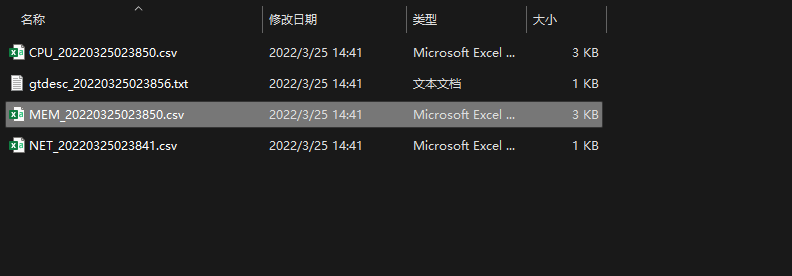 名称 修改日期 类型 大小
CPU_20220325023850.csv 2022/3/25 14:41 Microsoft Excel ... 3 KB
gtdesc_20220325023856.txt 2022/3/25 14:41 文本文档 1 KB
MEM_20220325023850.csv 2022/3/25 14:41 Microsoft Excel ... 3 KB
NET_20220325023841.csv 2022/3/25 14:41 Microsoft Excel ... 1 KB